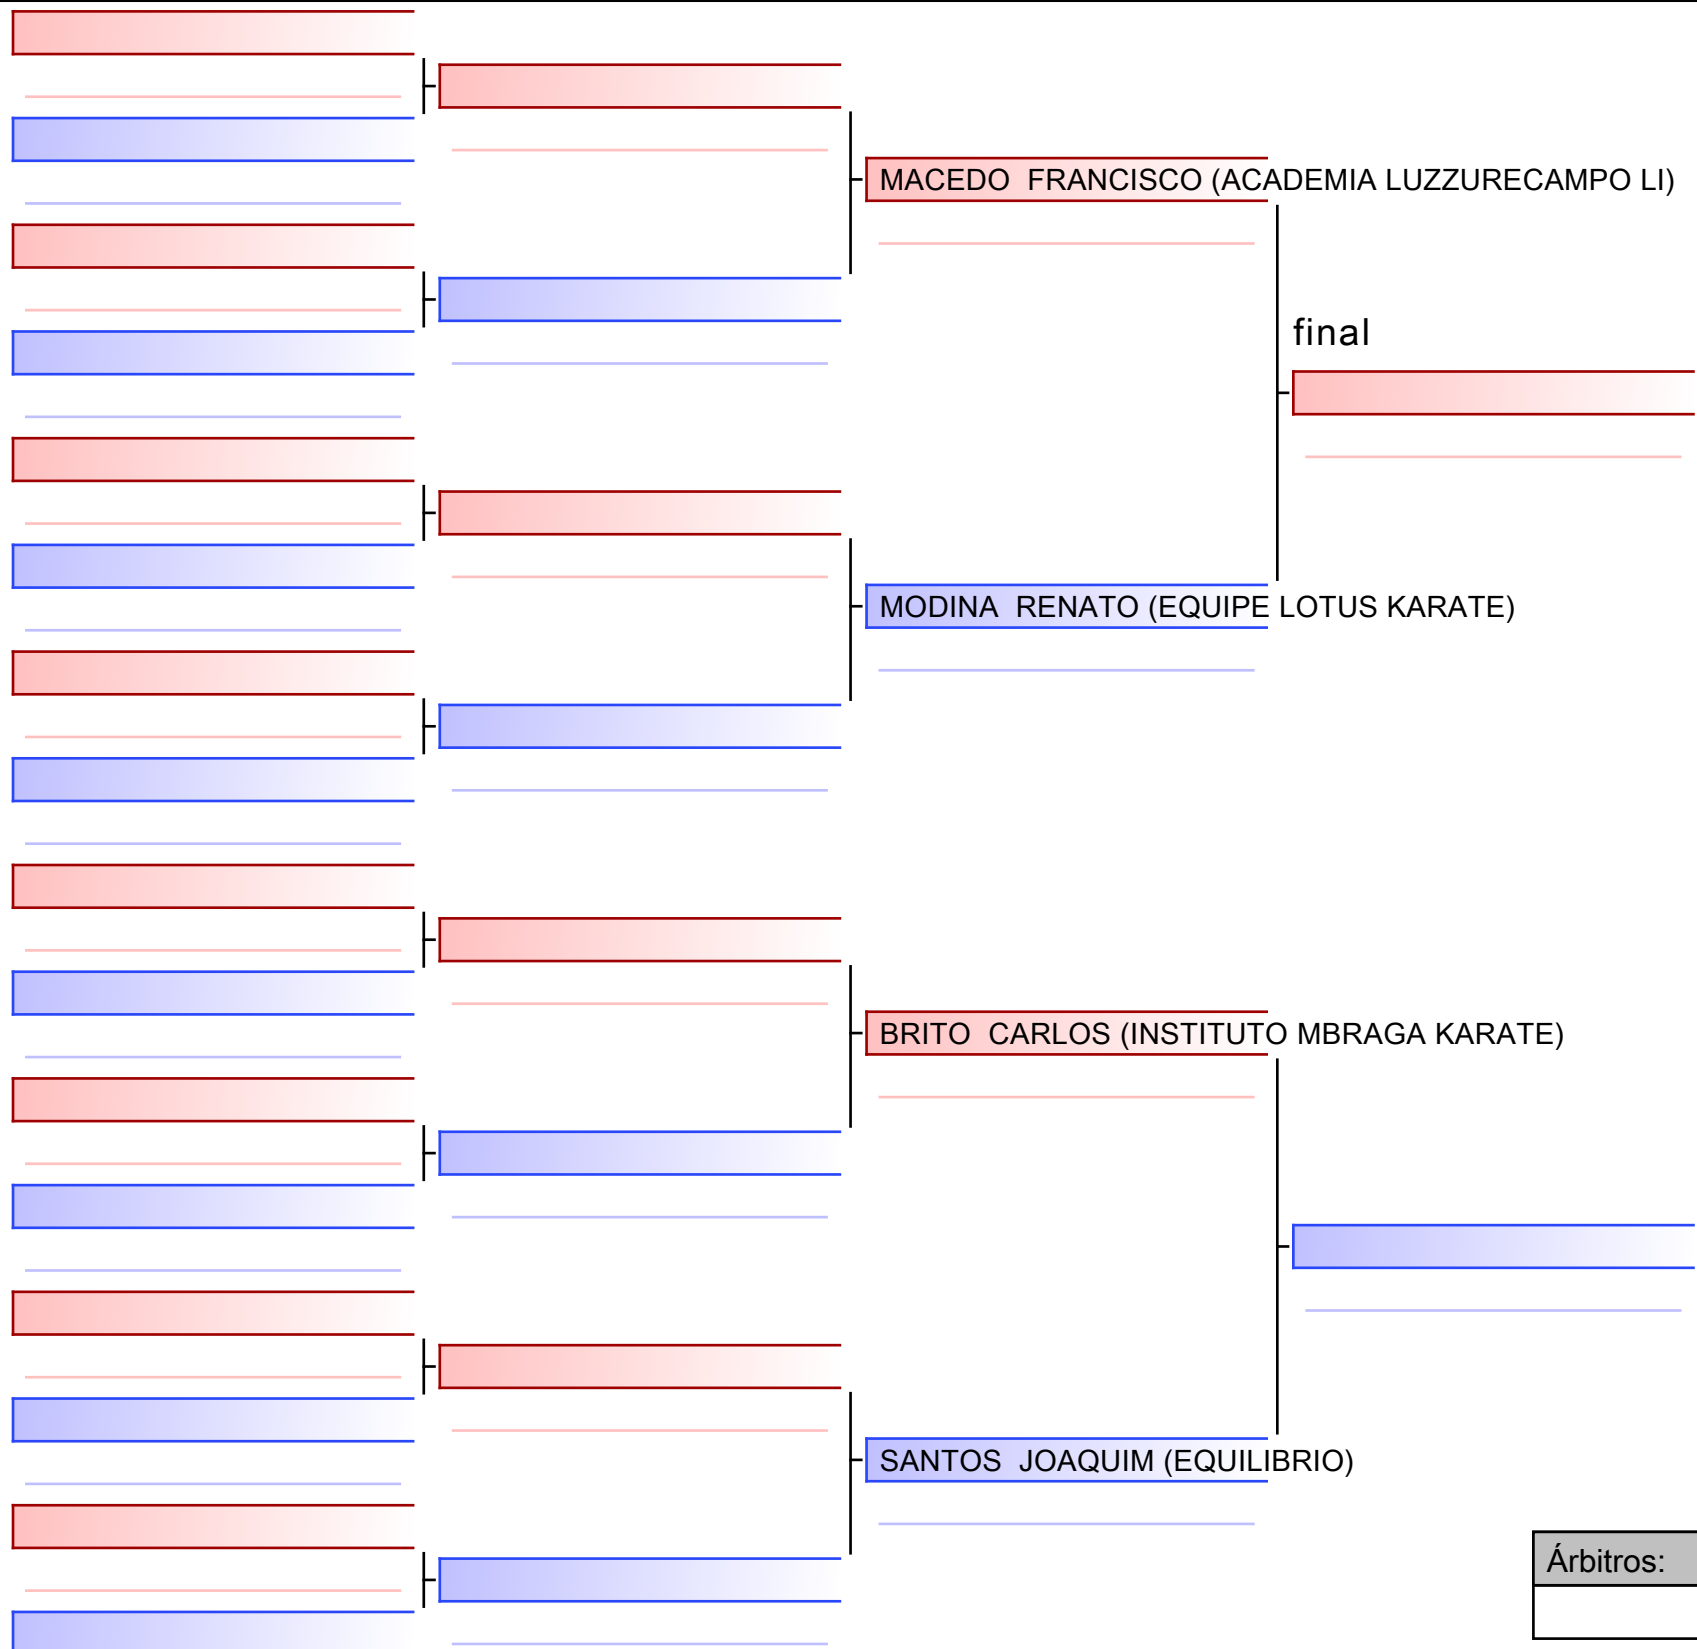 MACEDO  FRANCISCO (ACADEMIA LUZZURECAMPO LI)
final
MODINA  RENATO (EQUIPE LOTUS KARATE)
BRITO  CARLOS (INSTITUTO MBRAGA KARATE)
SANTOS  JOAQUIM (EQUILIBRIO)
Árbitros: